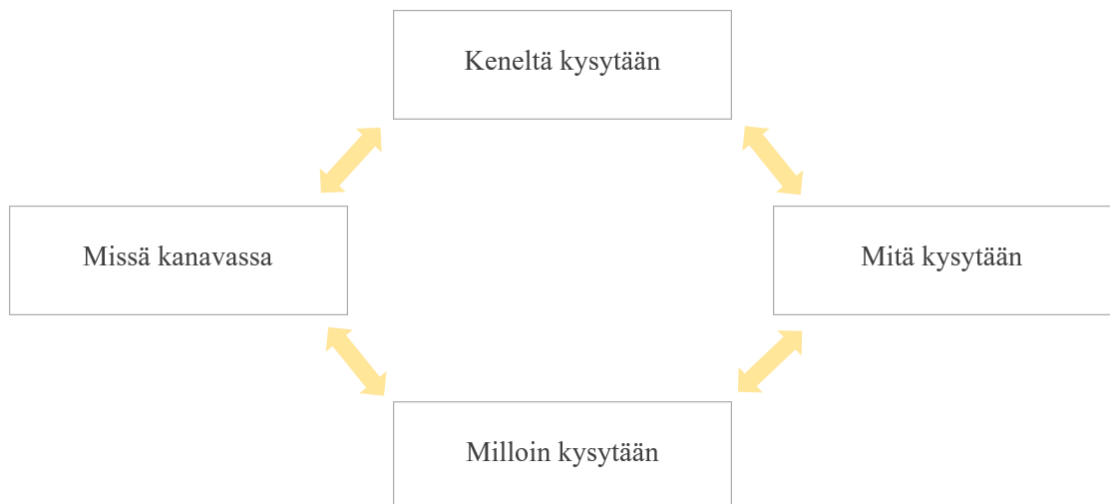 Keneltä kysytään
Missä kanavassa
Mitä kysytään
Milloin kysytään